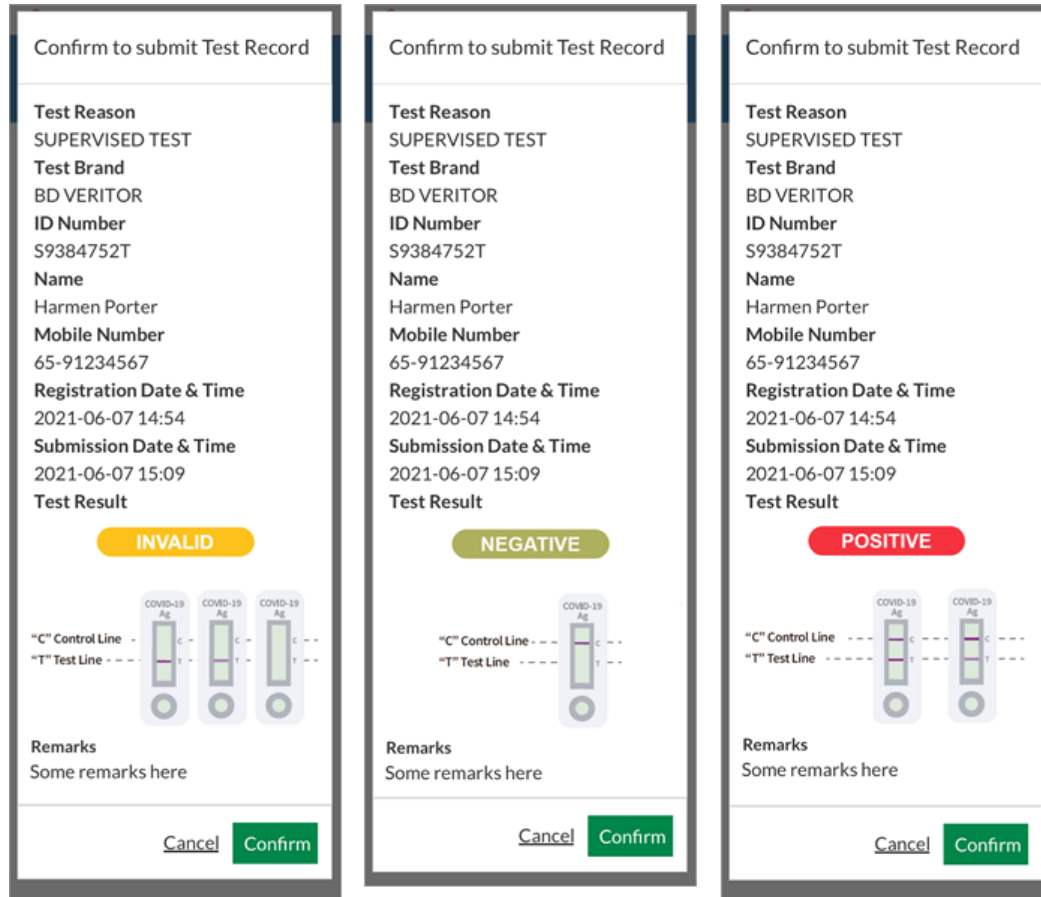 Confirm to submit Test Record
Test Reason
SUPERVISED TEST
Test Brand
BD VERITOR
ID Number
S9384752T
Name
Harmen Porter
Mobile Number
65-91234567
Registration Date & Time
2021-06-07 14:54
Submission Date & Time
2021-06-07 15:09
Test Result
INVALID
COVID-19 COVID-19 COVID-19
Ag Ag Ag
"C" Control Line C C C
"T" Test Line T T T
Remarks
Some remarks here
Cancel Confirm
Confirm to submit Test Record
Test Reason
SUPERVISED TEST
Test Brand
BD VERITOR
ID Number
S9384752T
Name
Harmen Porter
Mobile Number
65-91234567
Registration Date & Time
2021-06-07 14:54
Submission Date & Time
2021-06-07 15:09
Test Result
NEGATIVE
COVID-19
Ag
"C" Control Line C
"T" Test Line T
Remarks
Some remarks here
Cancel Confirm
Confirm to submit Test Record
Test Reason
SUPERVISED TEST
Test Brand
BD VERITOR
ID Number
S9384752T
Name
Harmen Porter
Mobile Number
65-91234567
Registration Date & Time
2021-06-07 14:54
Submission Date & Time
2021-06-07 15:09
Test Result
POSITIVE
COVID-19 COVID-19
Ag Ag
"C" Control Line C C
"T" Test Line T T
Remarks
Some remarks here
Cancel Confirm